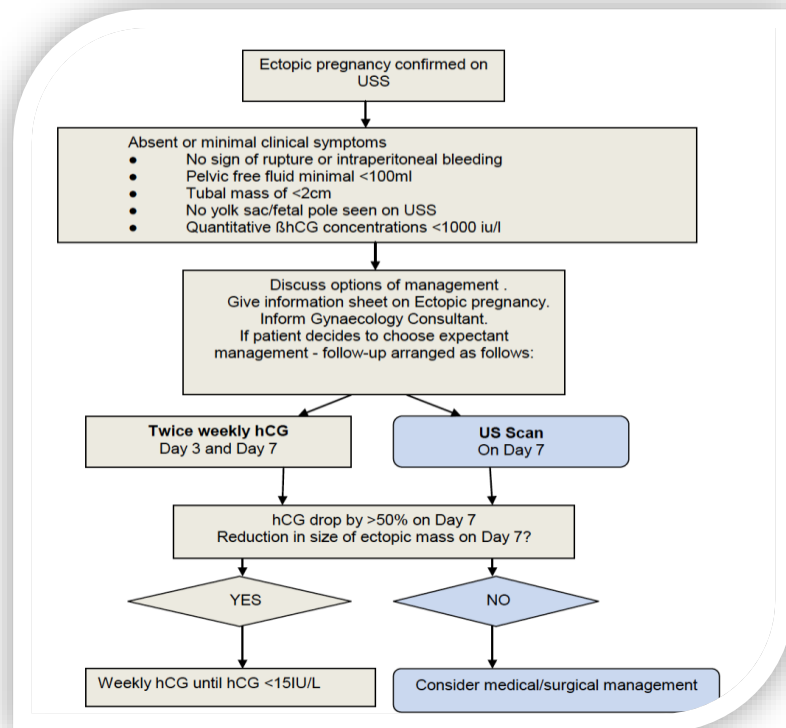 Ectopic pregnancy confirmed on
USS
Absent or minimal clinical symptoms
● No sign of rupture or intraperitoneal bleeding
● Pelvic free fluid minimal <100ml
● Tubal mass of <2cm
● No yolk sac/fetal pole seen on USS
● Quantitative ßhCG concentrations <1000 iu/l
Discuss options of management .
Give information sheet on Ectopic pregnancy.
Inform Gynaecology Consultant.
If patient decides to choose expectant
management - follow-up arranged as follows:
Twice weekly hCG
Day 3 and Day 7
US Scan
On Day 7
hCG drop by >50% on Day 7
Reduction in size of ectopic mass on Day 7?
YES
NO
Weekly hCG until hCG <15IU/L
Consider medical/surgical management